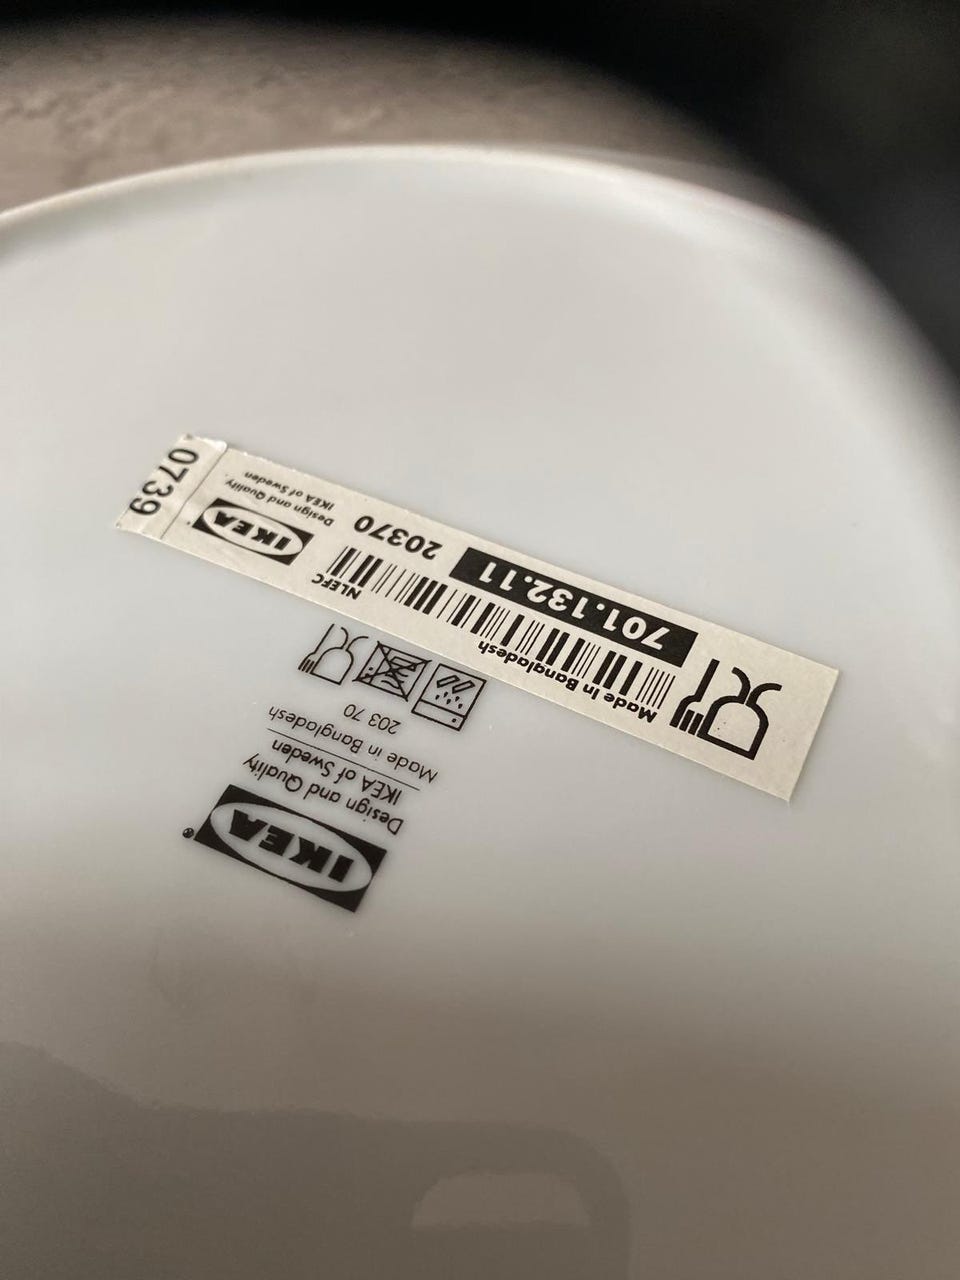 IKEA®
Design and Quality
IKEA of Sweden
Made in Bangladesh
203 70
Made in Bangladesh
NLEFC
701.132.11
20370
IKEA®
Design and Quality
IKEA of Sweden
0739